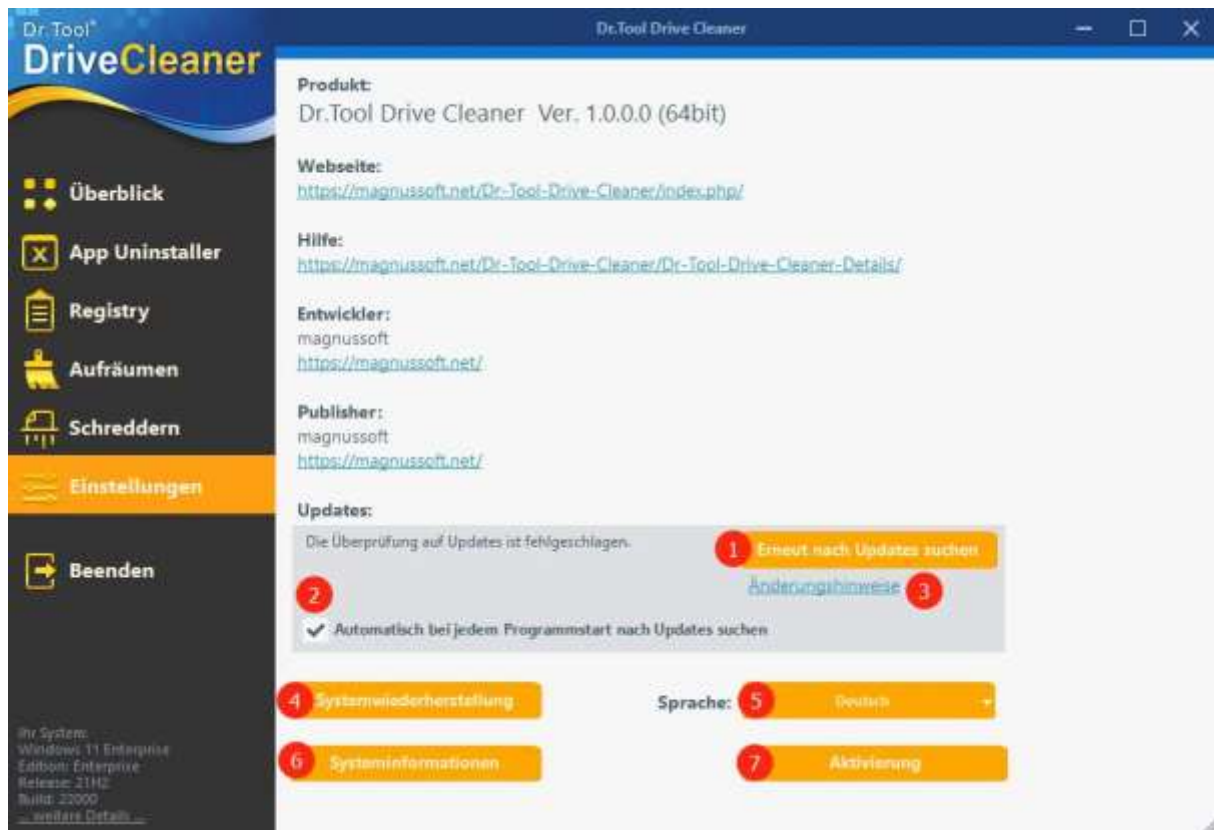 Dr.Tool®
DriveCleaner
Dr.Tool Drive Cleaner
Überblick
App Uninstaller
Registry
Aufräumen
Schreddern
Einstellungen
Beenden
Ihr System:
Windows 11 Enterprise
Edition: Enterprise
Release: 21H2
Build: 22000
... weitere Details ...
Produkt:
Dr.Tool Drive Cleaner Ver. 1.0.0.0 (64bit)
Webseite:
https://magnussoft.net/Dr-Tool-Drive-Cleaner/index.php/
Hilfe:
https://magnussoft.net/Dr-Tool-Drive-Cleaner/Dr-Tool-Drive-Cleaner-Details/
Entwickler:
magnussoft
https://magnussoft.net/
Publisher:
magnussoft
https://magnussoft.net/
Updates:
Die Überprüfung auf Updates ist fehlgeschlagen.
1 Erneut nach Updates suchen
Änderungshinweise 3
2
Automatisch bei jedem Programmstart nach Updates suchen
4 Systemwiederherstellung
Sprache: 5 Deutsch
6 Systeminformationen
7 Aktivierung